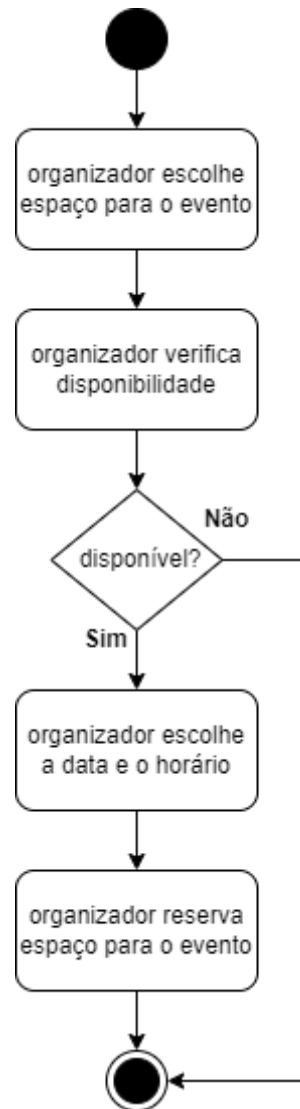 organizador escolhe
espaço para o evento
organizador verifica
disponibilidade
Não
disponível?
Sim
organizador escolhe
a data e o horário
organizador reserva
espaço para o evento